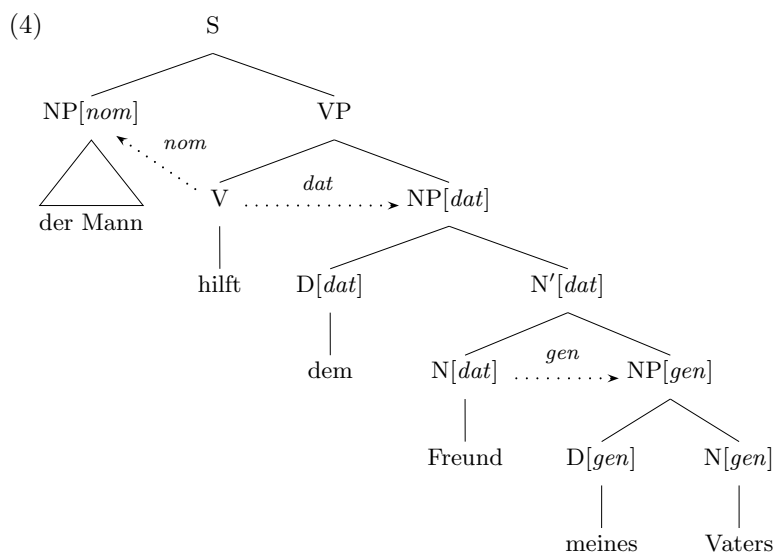 (4) S
NP[nom] VP
nom
V dat NP[dat]
der Mann
hilft D[dat] N′[dat]
gen
dem N[dat] NP[gen]
Freund D[gen] N[gen]
meines Vaters